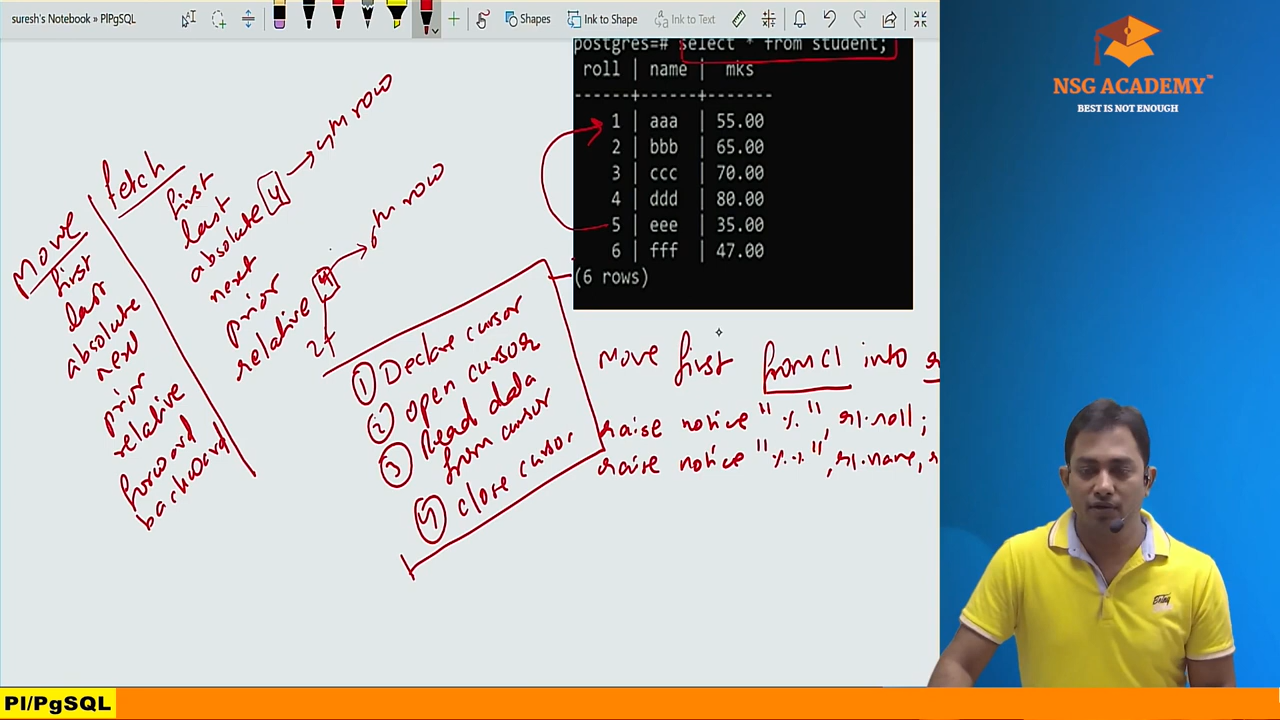 suresh's Notebook » PlPgSQL
Shapes
Ink to Shape
Ink to Text
NSG ACADEMY™
BEST IS NOT ENOUGH
postgres=# select * from student;
roll | name | mks
------+------+-------
1 | aaa | 55.00
2 | bbb | 65.00
3 | ccc | 70.00
4 | ddd | 80.00
5 | eee | 35.00
6 | fff | 47.00
(6 rows)
Move
first
last
absolute
next
prior
relative
forward
backward
fetch
first
last
absolute 4 → 4th row
next
prior
relative 4 → 6th row
2+
① Declare cursor
② open cursor
③ Read data
from cursor
④ close cursor
Move first from c1 into
raise notice "%", r1.roll;
raise notice "%%", r1.name,
Pl/PgSQL